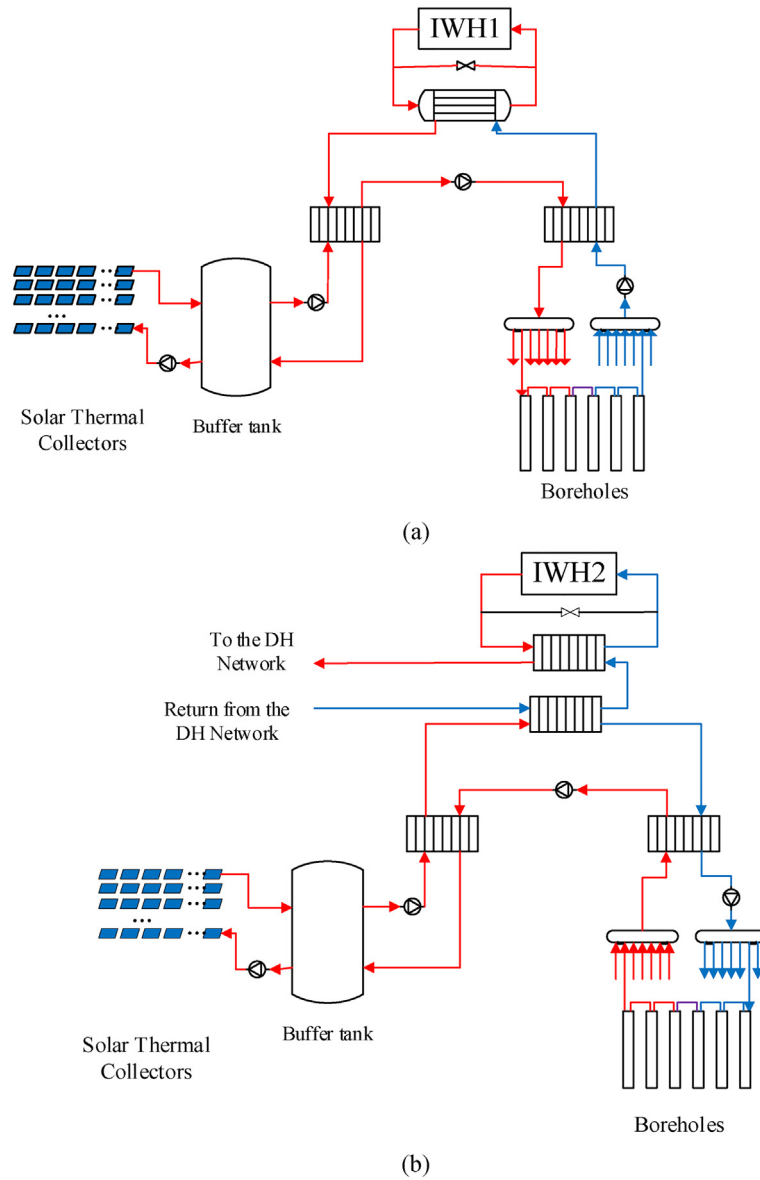 IWH1
Solar Thermal
Collectors
Buffer tank
Boreholes
(a)
IWH2
To the DH
Network
Return from the
DH Network
Solar Thermal
Collectors
Buffer tank
Boreholes
(b)